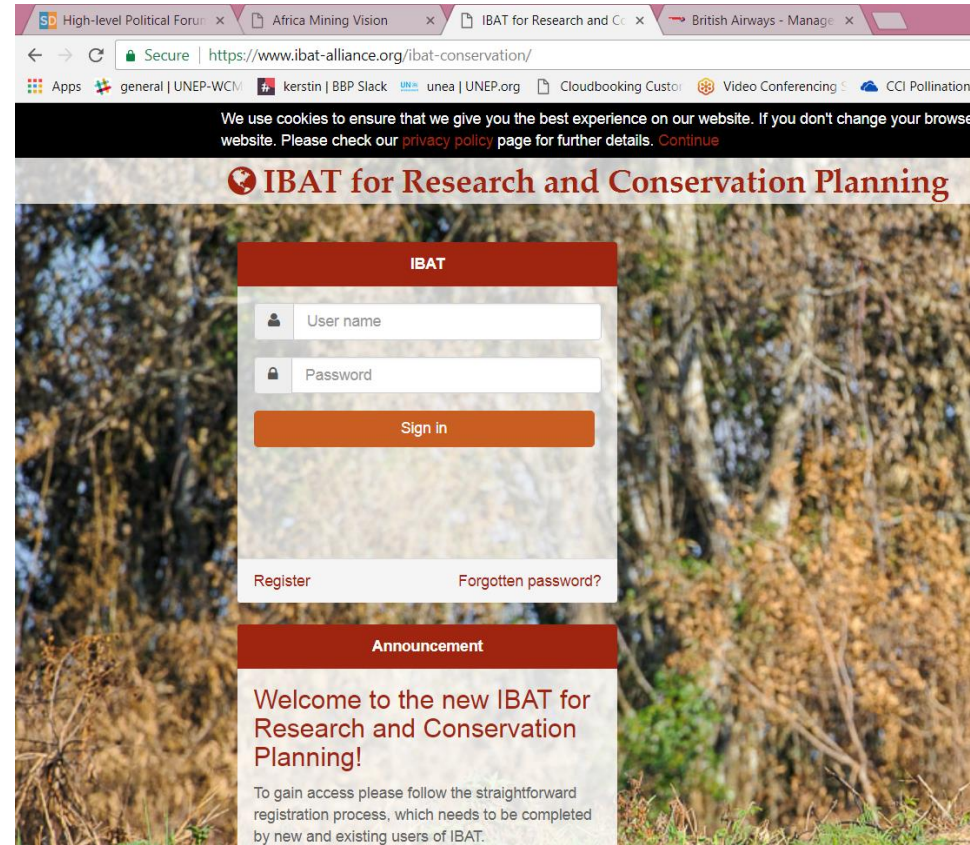 SD High-level Political Forum
Africa Mining Vision
IBAT for Research and Co
British Airways - Manage
Secure | https://www.ibat-alliance.org/ibat-conservation/
Apps general | UNEP-WCM kerstin | BBP Slack unea | UNEP.org Cloudbooking Custor Video Conferencing S CCI Pollination
We use cookies to ensure that we give you the best experience on our website. If you don't change your browse
website. Please check our privacy policy page for further details. Continue
IBAT for Research and Conservation Planning
IBAT
User name
Password
Sign in
Register Forgotten password?
Announcement
Welcome to the new IBAT for
Research and Conservation
Planning!
To gain access please follow the straightforward
registration process, which needs to be completed
by new and existing users of IBAT.